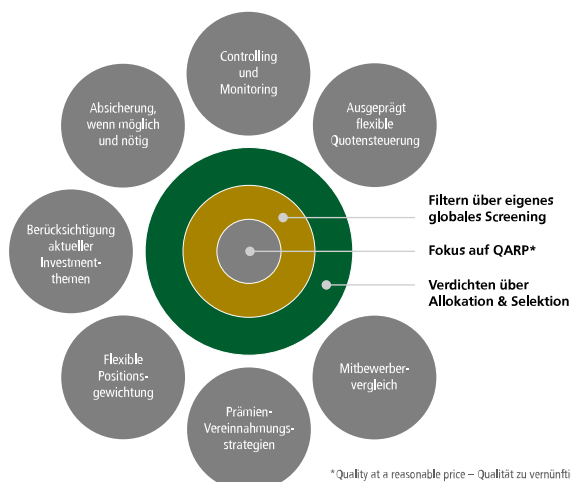 Controlling
und
Monitoring
Absicherung,
wenn möglich
und nötig
Ausgeprägt
flexible
Quotensteuerung
Berücksichtigung
aktueller
Investment-
themen
Filtern über eigenes
globales Screening
Fokus auf QARP*
Verdichten über
Allokation & Selektion
Flexible
Positions-
gewichtung
Mitbewerber-
vergleich
Prämien-
Vereinnahmungs-
strategien
*Quality at a reasonable price – Qualität zu vernünfti